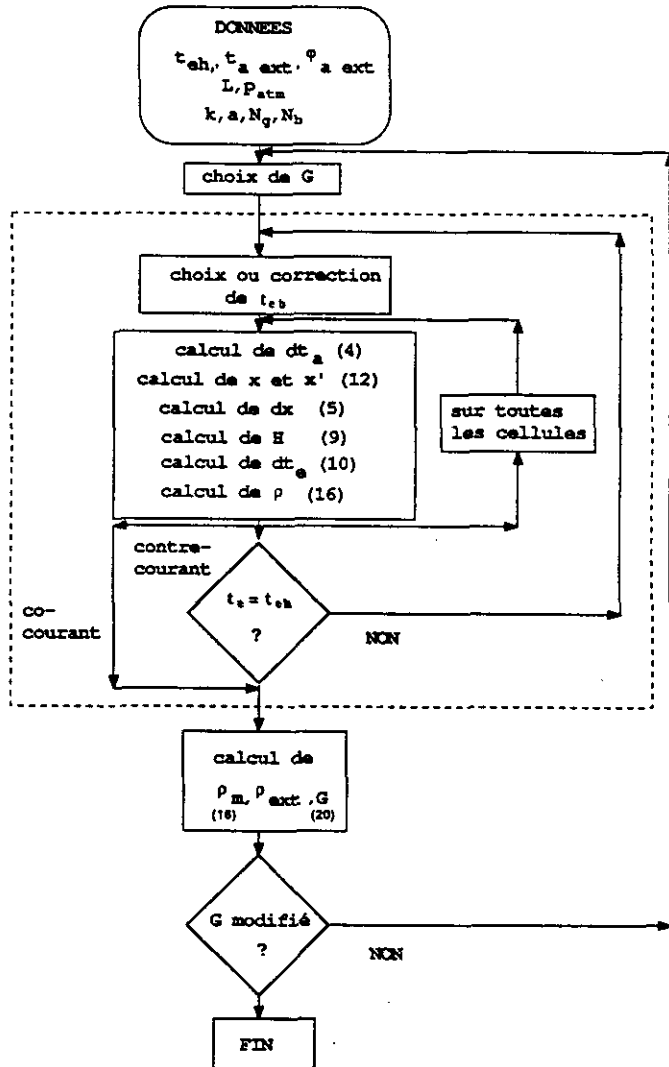 DONNEES
t_eh, t_a ext, φ_a ext
L, P_atm
k, a, N_g, N_b
choix de G
choix ou correction
de t_eb
calcul de dt_a (4)
calcul de x et x' (12)
calcul de dx (5)
calcul de H (9)
calcul de dt_e (10)
calcul de ρ (16)
sur toutes
les cellules
contre-
courant
co-
courant
t_e = t_eh
?
NON
calcul de
ρ_m, ρ_ext, G
(16) (20)
G modifié
?
NON
FIN